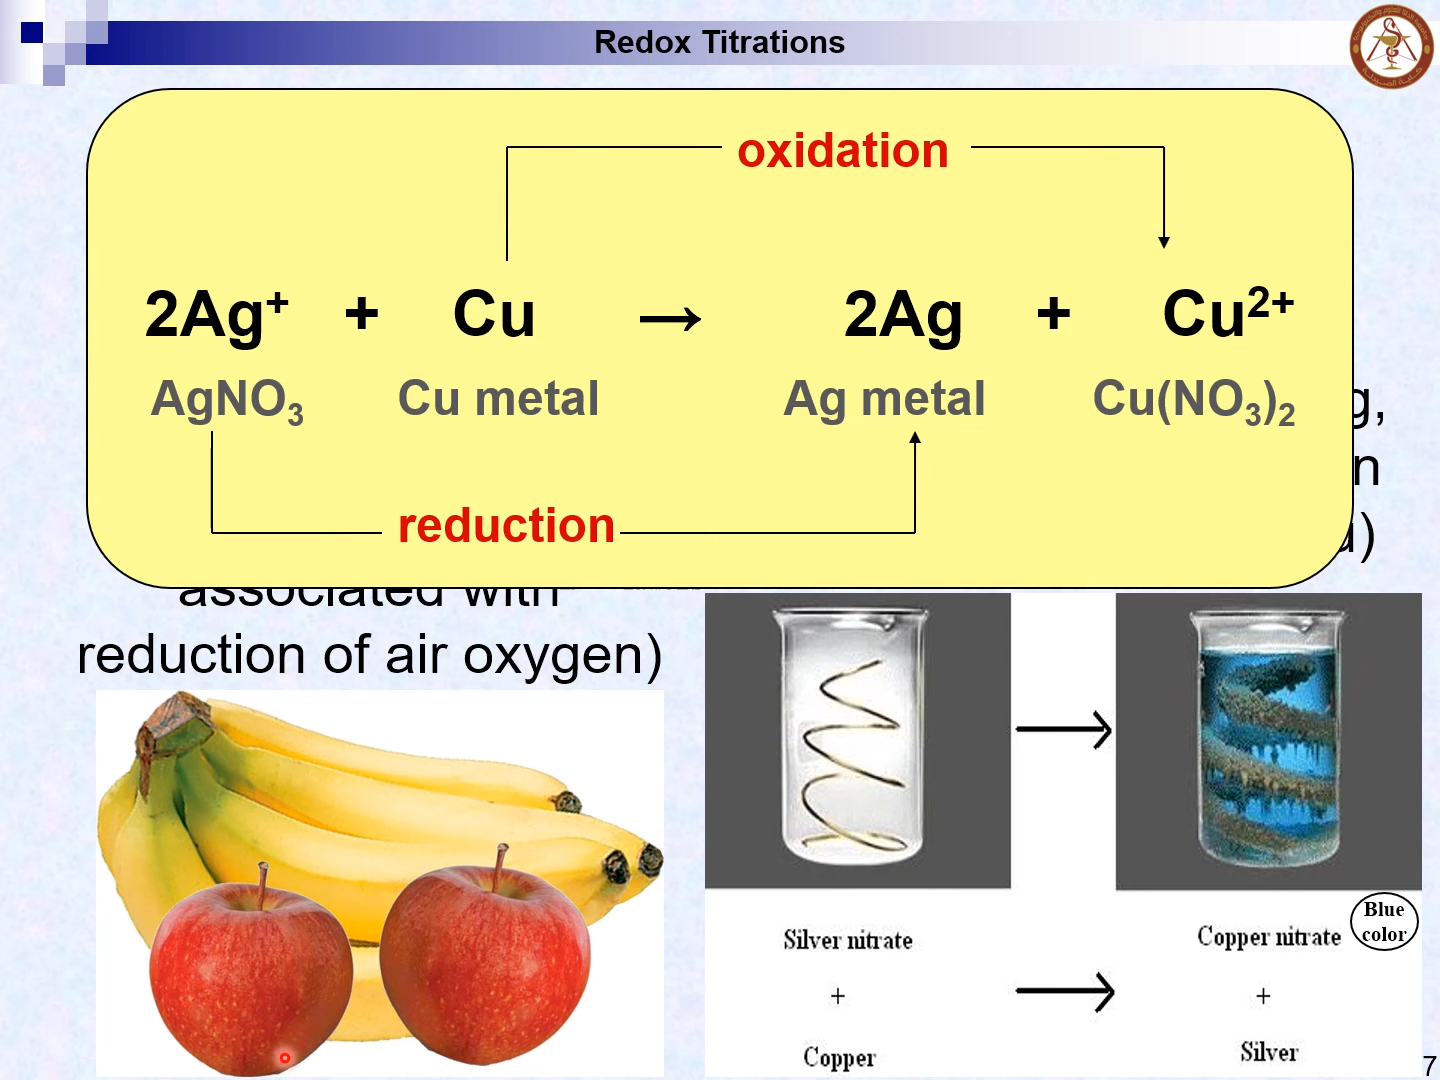 Redox Titrations
oxidation
2Ag⁺ + Cu → 2Ag + Cu²⁺
AgNO₃ Cu metal Ag metal Cu(NO₃)₂
reduction
associated with
reduction of air oxygen)
Silver nitrate
+
Copper
Copper nitrate
+
Silver
Blue
color
7